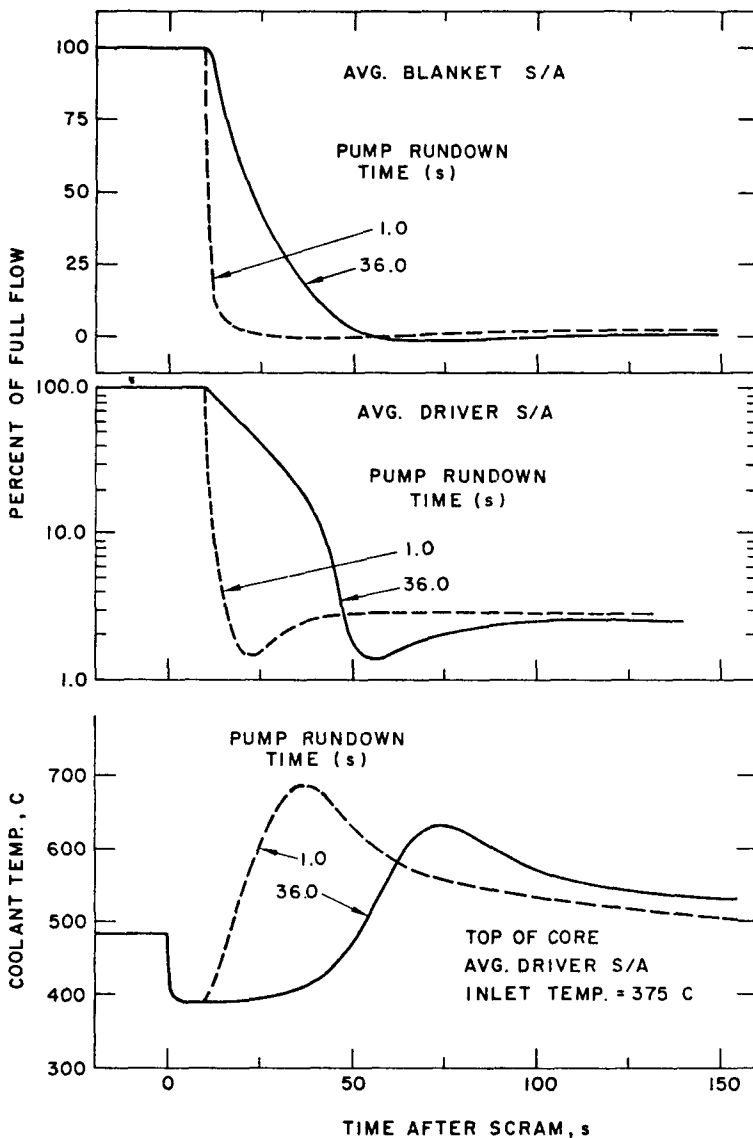 100
75
50
25
0
AVG. BLANKET S/A
PUMP RUNDOWN
TIME (s)
1.0
36.0
PERCENT OF FULL FLOW
100.0
10.0
1.0
AVG. DRIVER S/A
PUMP RUNDOWN
TIME (s)
1.0
36.0
COOLANT TEMP., C
700
600
500
400
300
PUMP RUNDOWN
TIME (s)
1.0
36.0
TOP OF CORE
AVG. DRIVER S/A
INLET TEMP. = 375 C
0
50
100
150
TIME AFTER SCRAM, s